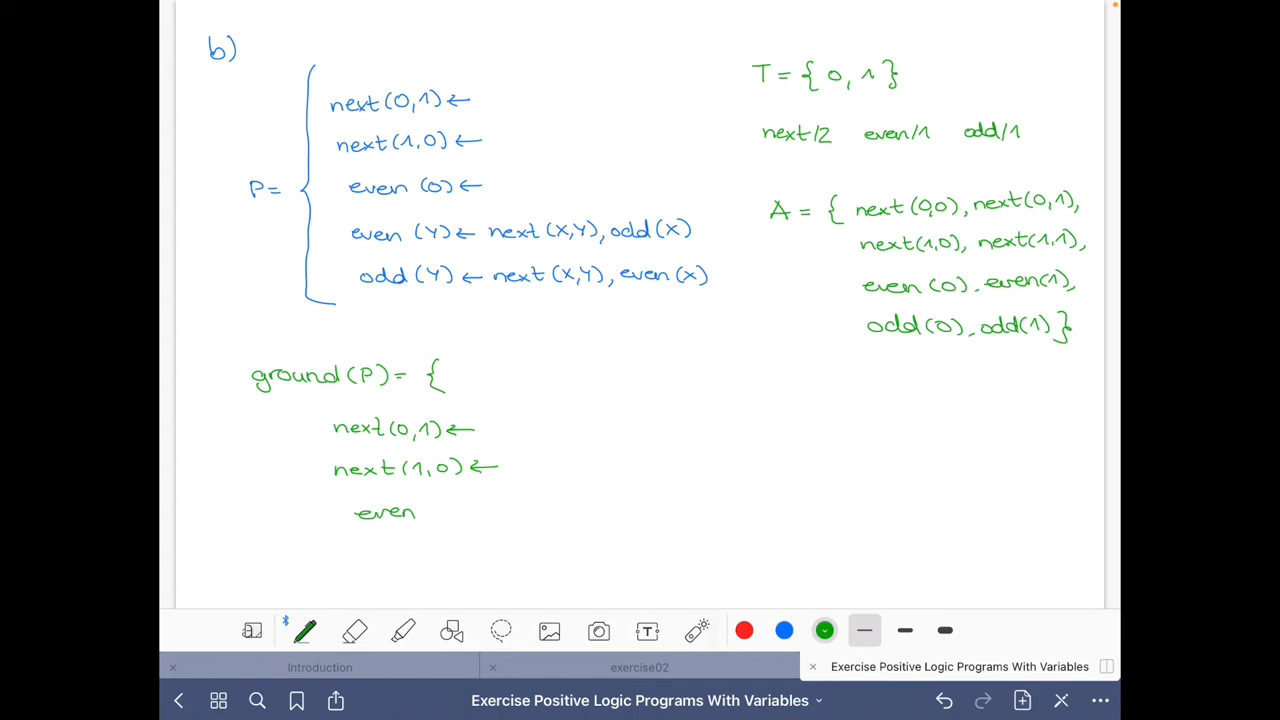 b)
P=
next(0,1)←
next(1,0)←
even(0)←
even(Y)← next(X,Y), odd(X)
odd(Y)← next(X,Y), even(X)
T = { 0, 1 }
next/2 even/1 odd/1
A = { next(0,0), next(0,1),
next(1,0), next(1,1),
even(0), even(1),
odd(0), odd(1) }
ground(P) = {
next(0,1)←
next(1,0)←
even
T
Introduction
exercise02
Exercise Positive Logic Programs With Variables
Exercise Positive Logic Programs With Variables